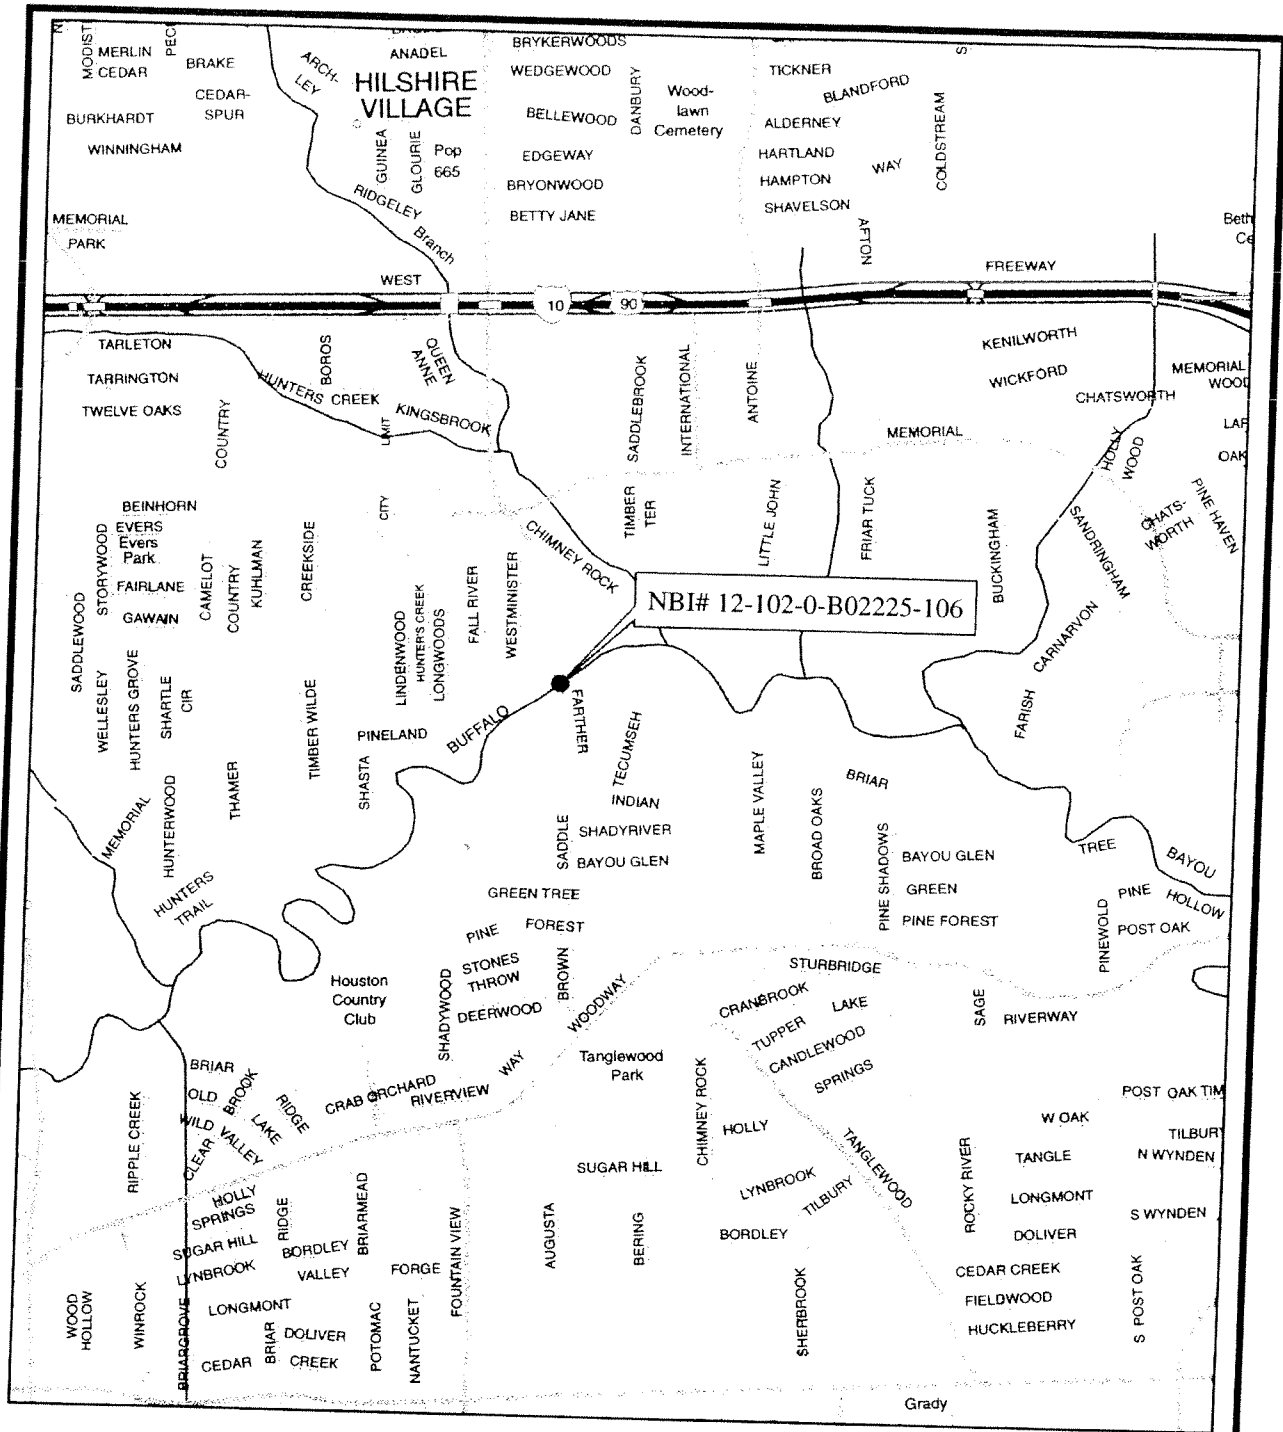 MODIST
MERLIN
CEDAR
BRAKE
CEDAR-
SPUR
ARCH-
LEY
ANADEL
HILSHIRE
VILLAGE
BRYKERWOODS
WEDGEWOOD
BELLEWOOD
DANBURY
Wood-
lawn
Cemetery
TICKNER
BLANDFORD
ALDERNEY
COLDSTREAM
BURKHARDT
WINNINGHAM
GUINEA
GLOURIE
Pop
665
EDGEWAY
BRYONWOOD
BETTY JANE
HARTLAND
HAMPTON
WAY
SHAVELSON
AFTON
MEMORIAL
PARK
RIDGELEY
Branch
Beth
Ce
WEST
FREEWAY
10
90
TARLETON
TARRINGTON
TWELVE OAKS
BOROS
QUEEN
ANNE
HUNTERS CREEK
KINGSBROOK
COUNTRY
LIMIT
SADDLEBROOK
INTERNATIONAL
ANTOINE
KENILWORTH
WICKFORD
MEMORIAL
WOOD
CHATSWORTH
LAR
OAK
MEMORIAL
HOLLY
WOOD
BEINHORN
EVERS
Evers
Park
STORYWOOD
FAIRLANE
GAWAIN
CAMELOT
COUNTRY
KUHLMAN
CREEKSIDE
CITY
CHIMNEY ROCK
TIMBER
TER
LITTLE JOHN
FRIAR TUCK
BUCKINGHAM
SANDRINGHAM
CHATS-
WORTH
PINE HAVEN
NBI# 12-102-0-B02225-106
SADDLEWOOD
LINDENWOOD
HUNTER'S CREEK
LONGWOODS
FALL RIVER
WESTMINISTER
CARNARVON
FARISH
WELLESLEY
HUNTERS GROVE
SHARTLE
CIR
TIMBER WILDE
PINELAND
BUFFALO
FARTHER
TECUMSEH
THAMER
SHASTA
MEMORIAL
HUNTERWOOD
HUNTERS
TRAIL
INDIAN
SADDLE
SHADYRIVER
BAYOU GLEN
MAPLE VALLEY
BROAD OAKS
BRIAR
PINE SHADOWS
BAYOU GLEN
GREEN
PINE FOREST
TREE
BAYOU
PINE
HOLLOW
PINEWOLD
POST OAK
GREEN TREE
PINE
FOREST
STONES
THROW
BROWN
DEERWOOD
SHADYWOOD
WOODWAY
Houston
Country
Club
STURBRIDGE
CRANBROOK
LAKE
TUPPER
CANDLEWOOD
SPRINGS
SAGE
RIVERWAY
BRIAR
OLD
BROOK
WILD VALLEY
LAKE
RIDGE
CLEAR
CRAB ORCHARD
RIVERVIEW
WAY
Tanglewood
Park
CHIMNEY ROCK
HOLLY
POST OAK TIM
W OAK
TILBURY
N WYNDEN
TANGLE
RIPPLE CREEK
SUGAR HILL
LYNBROOK
TILBURY
TANGLEWOOD
ROCKY RIVER
LONGMONT
S WYNDEN
HOLLY
SPRINGS
RIDGE
BRIARMEAD
SUGAR HILL
BORDLEY
LYNBROOK
VALLEY
FORGE
FOUNTAIN VIEW
AUGUSTA
BERING
BORDLEY
DOLIVER
CEDAR CREEK
FIELDWOOD
HUCKLEBERRY
SHERBROOK
S POST OAK
WOOD
HOLLOW
WINROCK
BRIARGROVE
LONGMONT
BRIAR
DOLIVER
CEDAR
CREEK
POTOMAC
NANTUCKET
Grady